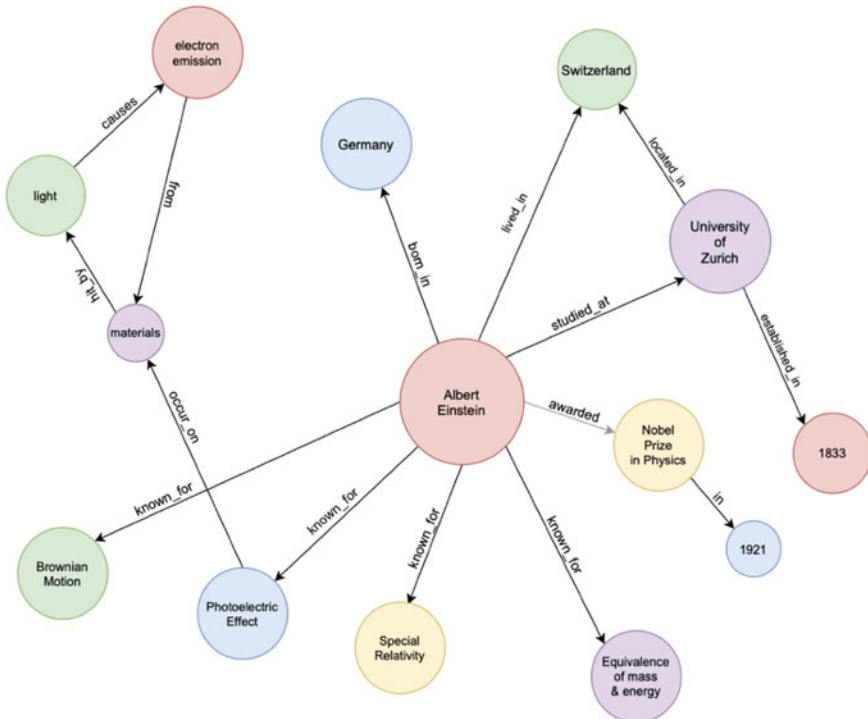 electron
emission
Switzerland
causes
Germany
located_in
light
from
lived_in
University
of
Zurich
born_in
hit_by
studied_at
materials
established_in
occur_on
Albert
Einstein
awarded
Nobel
Prize
in Physics
1833
known_for
known_for
known_for
known_for
in
1921
Brownian
Motion
Photoelectric
Effect
Special
Relativity
Equivalence
of mass
& energy